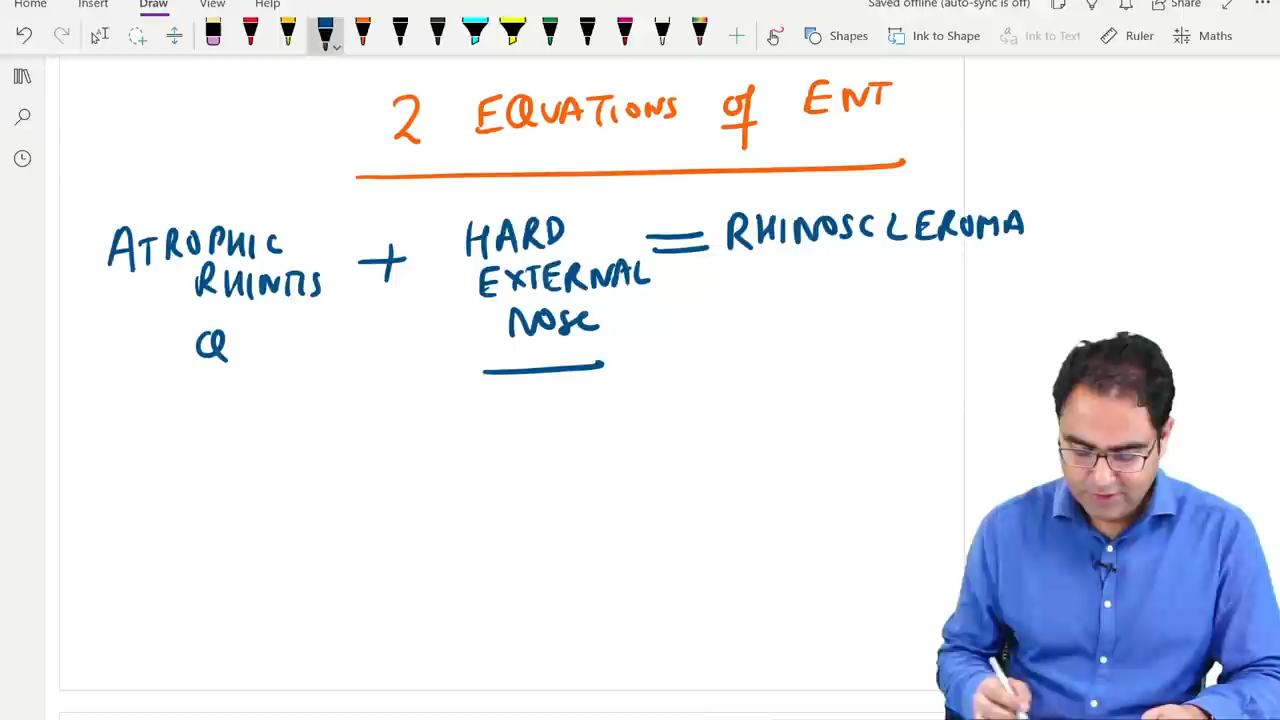 Home Insert Draw View Help Saved offline (auto-sync is off) Share
Shapes Ink to Shape Ink to Text Ruler Maths
2 EQUATIONS of ENT
ATROPHIC + HARD = RHINOSCLEROMA
RHINTIS EXTERNAL
Q NOSE